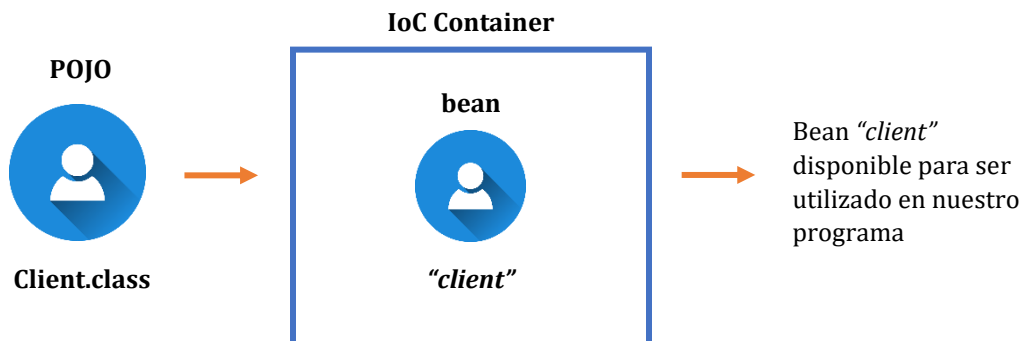 IoC Container
POJO
Client.class
bean
“client”
Bean “client”
disponible para ser
utilizado en nuestro
programa